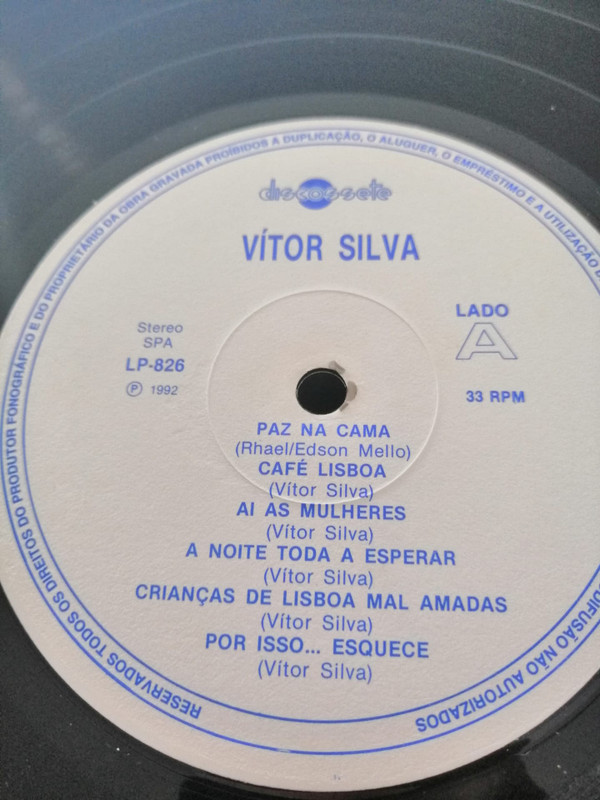 RESERVADOS TODOS OS DIREITOS DO PRODUTOR FONOGRÁFICO E DO PROPRIETÁRIO DA OBRA GRAVADA PROÍBIDOS A DUPLICAÇÃO, O ALUGUER, O EMPRÉSTIMO E A UTILIZAÇÃO
DIFUSÃO NÃO AUTORIZADOS
discossete
VÍTOR SILVA
Stereo
SPA
LP-826
Ⓟ 1992
LADO
A
33 RPM
PAZ NA CAMA
(Rhael/Edson Mello)
CAFÉ LISBOA
(Vítor Silva)
AI AS MULHERES
(Vítor Silva)
A NOITE TODA A ESPERAR
(Vítor Silva)
CRIANÇAS DE LISBOA MAL AMADAS
(Vítor Silva)
POR ISSO... ESQUECE
(Vítor Silva)